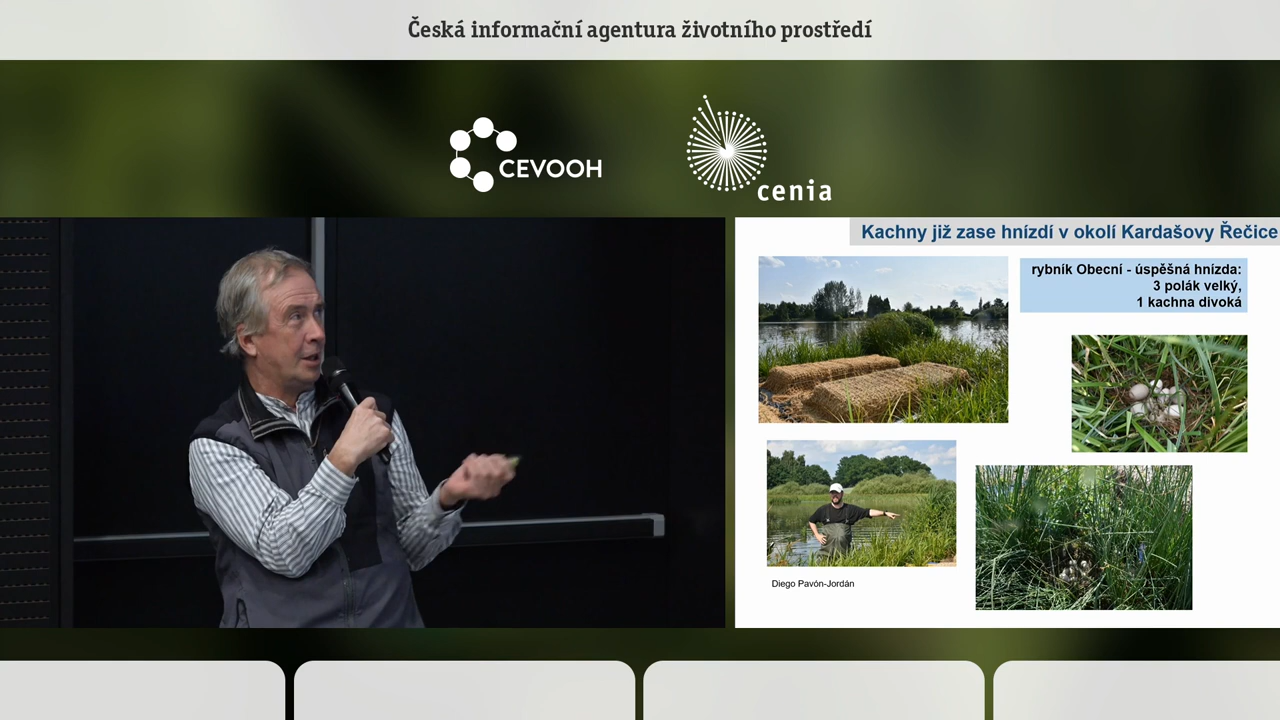 Česká informační agentura životního prostředí
CEVOOH
cenia
Kachny již zase hnízdí v okolí Kardašovy Řečice
rybník Obecní - úspěšná hnízda:
3 polák velký,
1 kachna divoká
Diego Pavón-Jordán